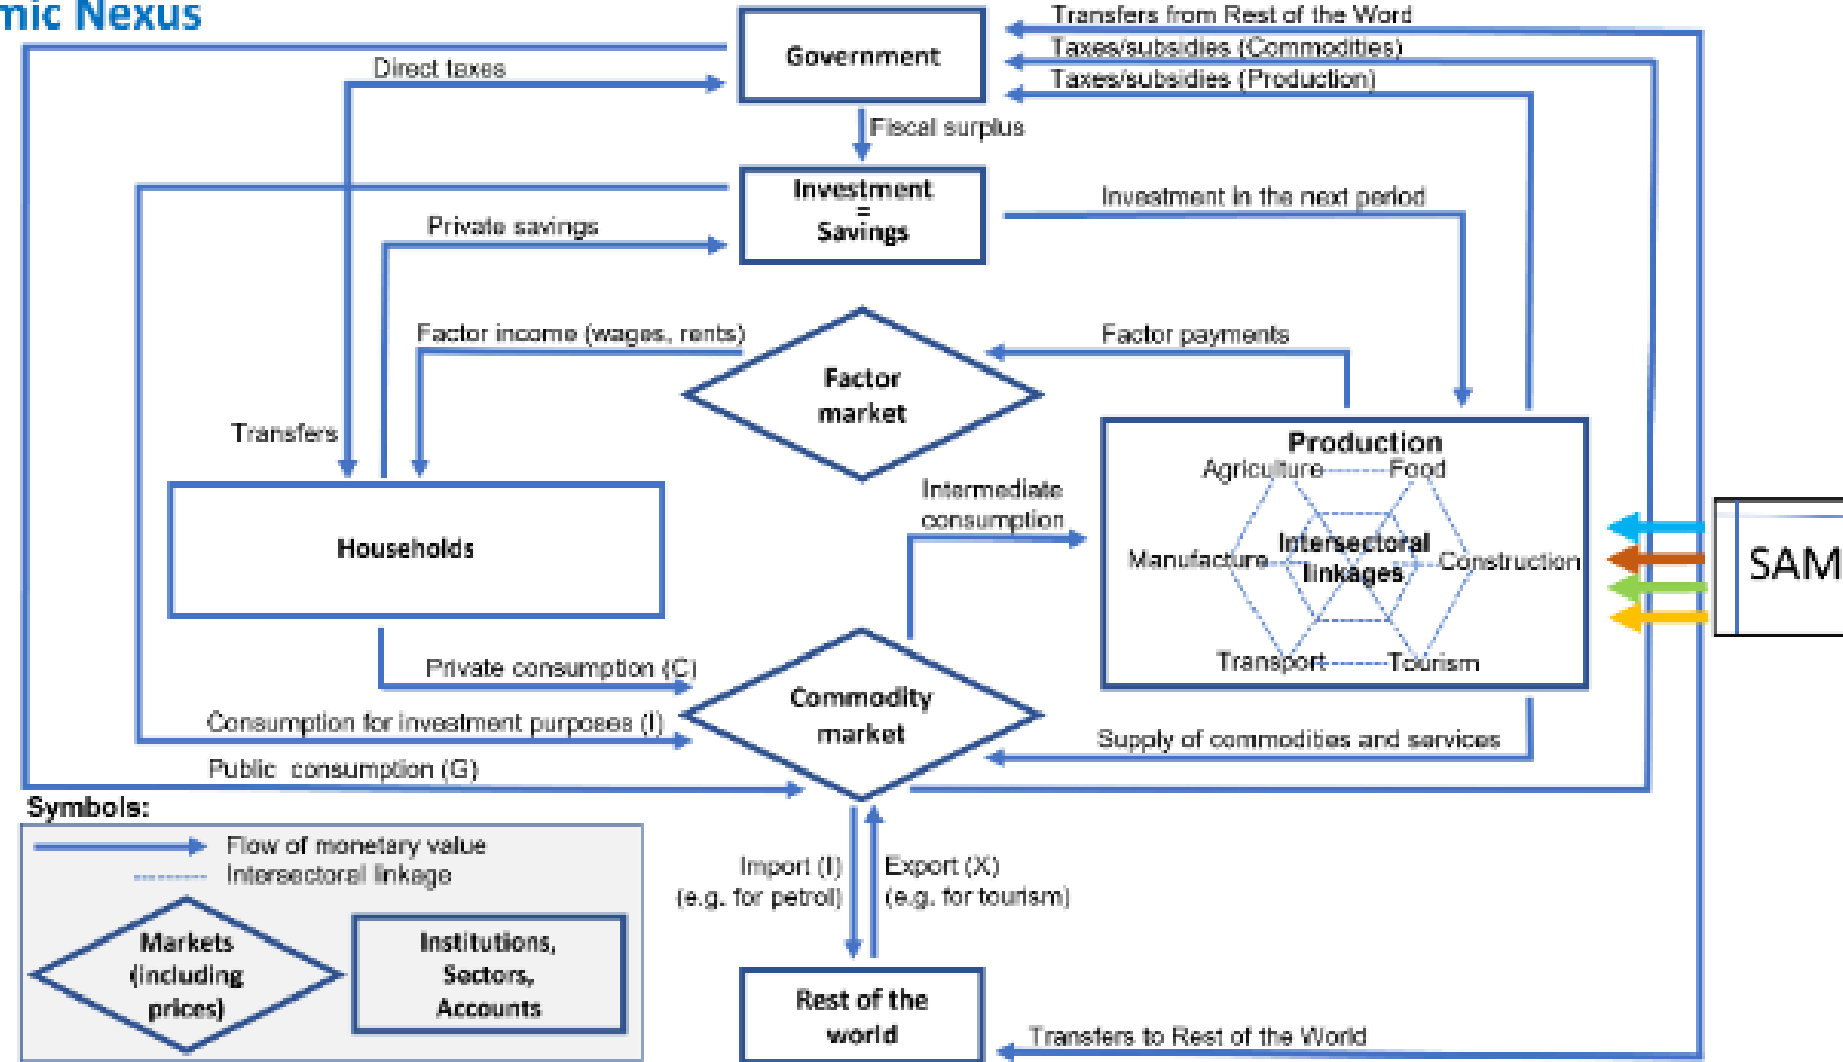 mic Nexus
Transfers from Rest of the Word
Taxes/subsidies (Commodities)
Taxes/subsidies (Production)
Government
Direct taxes
Fiscal surplus
Investment
=
Savings
Investment in the next period
Private savings
Factor income (wages, rents)
Factor payments
Factor
market
Transfers
Production
Agriculture
Food
Intermediate
consumption
Households
Intersectoral
linkages
Manufacture
Construction
SAM
Transport
Tourism
Private consumption (C)
Commodity
market
Consumption for investment purposes (I)
Supply of commodities and services
Public consumption (G)
Symbols:
Flow of monetary value
Intersectoral linkage
Import (I)
(e.g. for petrol)
Export (X)
(e.g. for tourism)
Markets
(including
prices)
Institutions,
Sectors,
Accounts
Rest of the
world
Transfers to Rest of the World